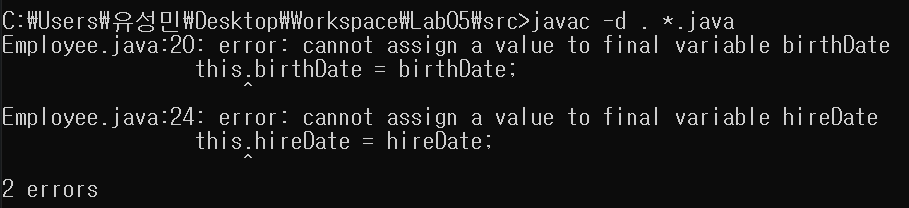 C:₩Users₩유성민₩Desktop₩Workspace₩Lab05₩src>javac -d . *.java
Employee.java:20: error: cannot assign a value to final variable birthDate
this.birthDate = birthDate;
^
Employee.java:24: error: cannot assign a value to final variable hireDate
this.hireDate = hireDate;
^
2 errors